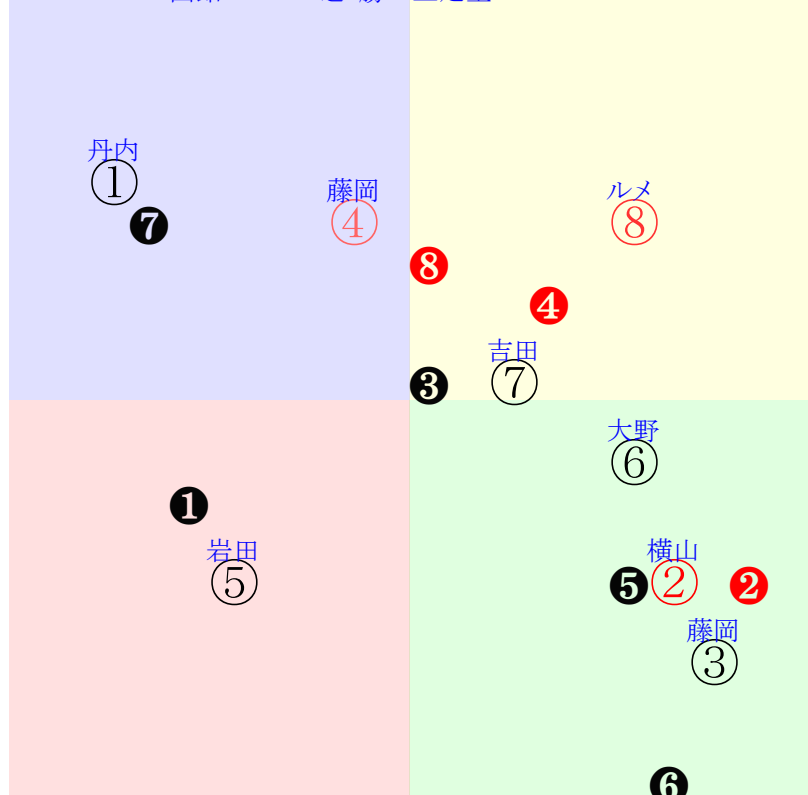 丹内
①
❼
藤岡
④
ルメ
⑧
❽
❹
吉田
⑦
❸
大野
⑥
❶
岩田
⑤
横山
②
❺
❷
藤岡
③
❻